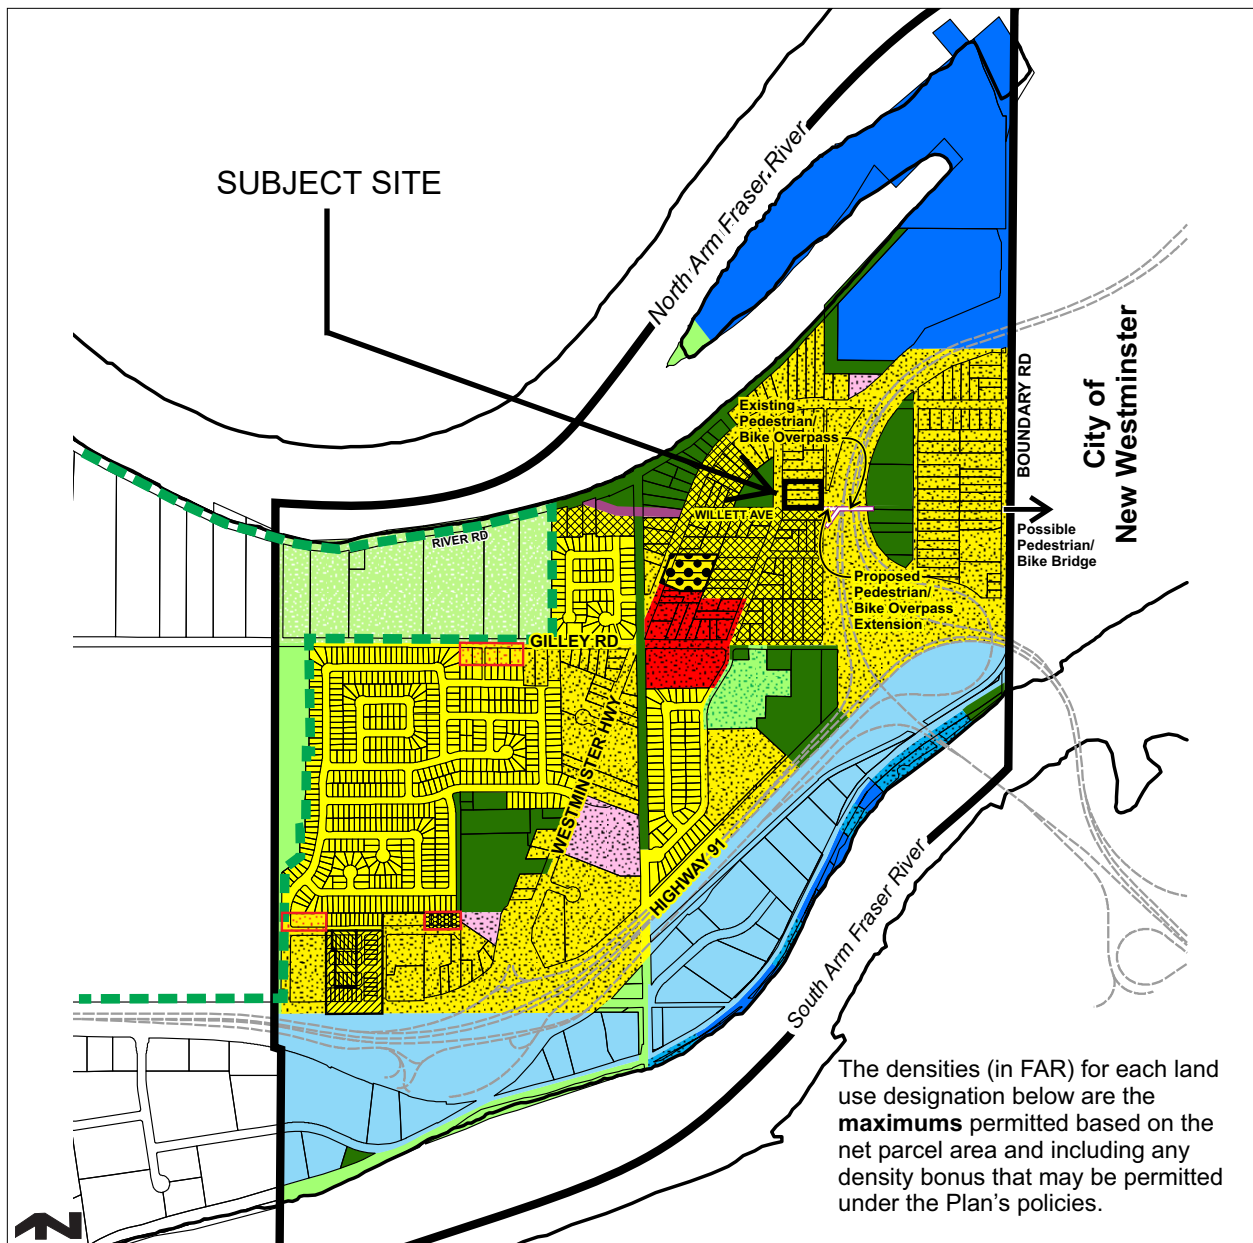 SUBJECT SITE
North Arm Fraser River
Existing
Pedestrian/
Bike Overpass
BOUNDARY RD
City of
New Westminster
WILLETT AVE
Possible
Pedestrian/
Bike Bridge
RIVER RD
Proposed
Pedestrian/
Bike Overpass
Extension
GILLEY RD
WESTMINSTER HWY
HIGHWAY 91
South Arm Fraser River
The densities (in FAR) for each land
use designation below are the
maximums permitted based on the
net parcel area and including any
density bonus that may be permitted
under the Plan’s policies.